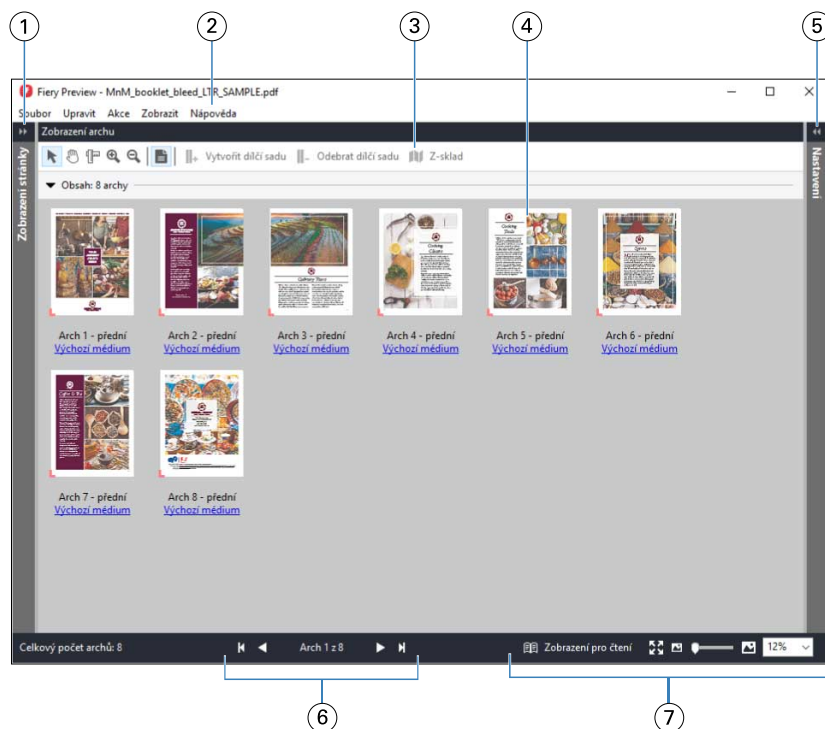 1 2 3 4 5
Fiery Preview - MnM_booklet_bleed_LTR_SAMPLE.pdf
Soubor Upravit Akce Zobrazit Nápověda
Zobrazení archu
Zobrazení stránky
Nastavení
Vytvořit dílčí sadu Odebrat dílčí sadu Z-sklad
Obsah: 8 archy
Arch 1 - přední Arch 2 - přední Arch 3 - přední Arch 4 - přední Arch 5 - přední Arch 6 - přední
Výchozí médium Výchozí médium Výchozí médium Výchozí médium Výchozí médium Výchozí médium
Arch 7 - přední Arch 8 - přední
Výchozí médium Výchozí médium
Celkový počet archů: 8 Arch 1 z 8 Zobrazení pro čtení 12%
6 7